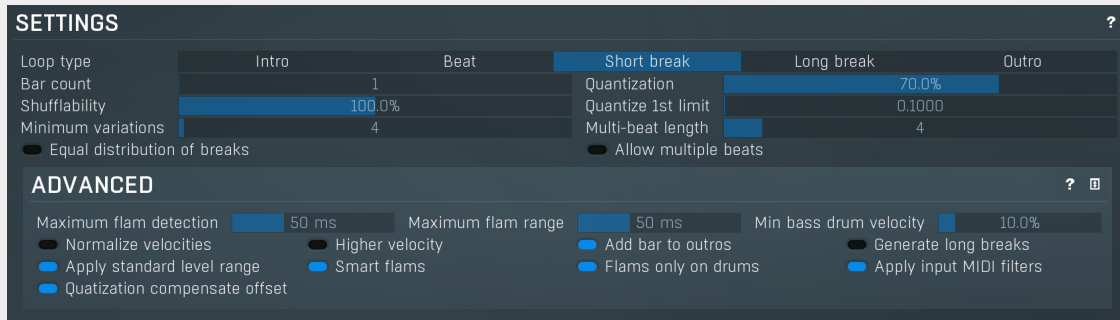 SETTINGS ?
Loop type Intro Beat Short break Long break Outro
Bar count 1 Quantization 70.0%
Shufflability 100.0% Quantize 1st limit 0.1000
Minimum variations 4 Multi-beat length 4
Equal distribution of breaks Allow multiple beats
ADVANCED ?
Maximum flam detection 50 ms Maximum flam range 50 ms Min bass drum velocity 10.0%
Normalize velocities Higher velocity Add bar to outros Generate long breaks
Apply standard level range Smart flams Flams only on drums Apply input MIDI filters
Quatization compensate offset